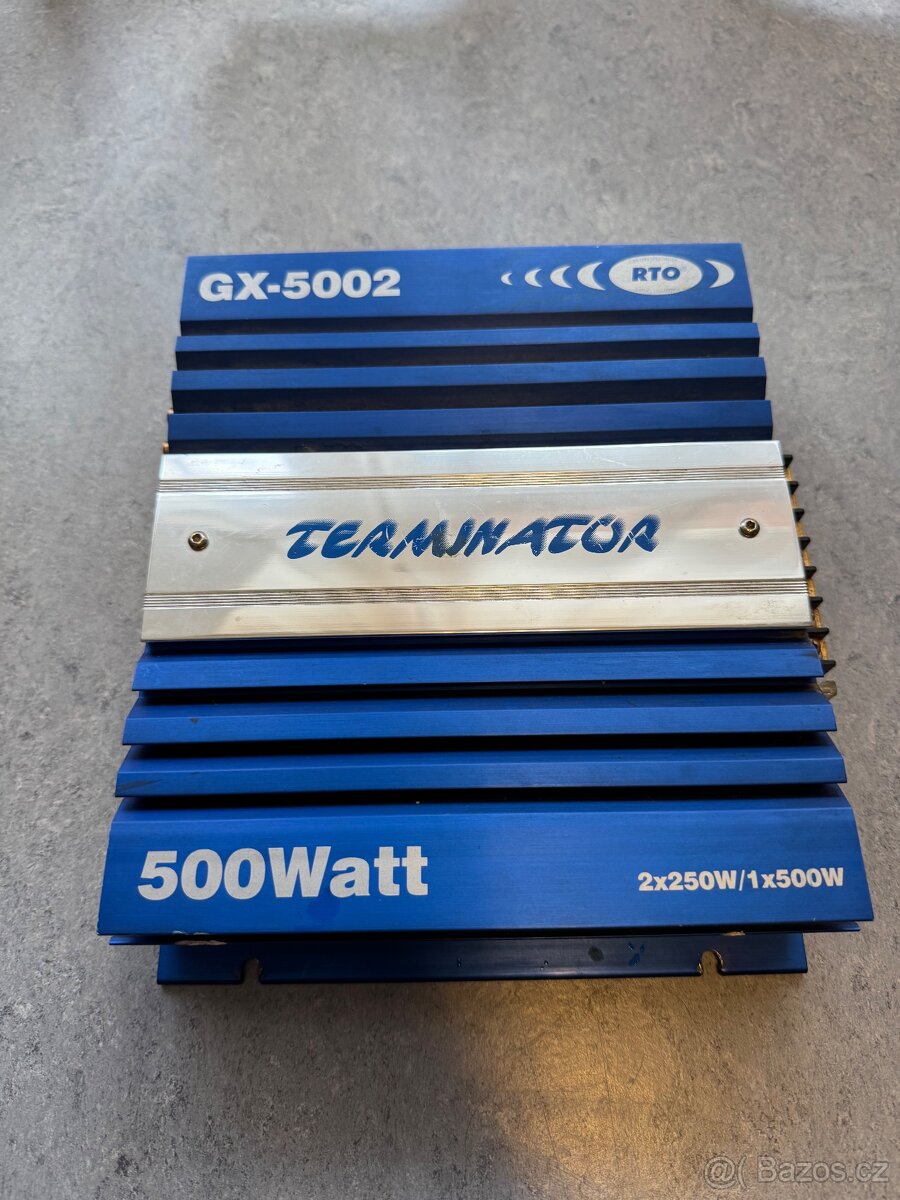 GX-5002
RTO
TERMINATOR
500Watt
2x250W/1x500W
@( Bazos.cz